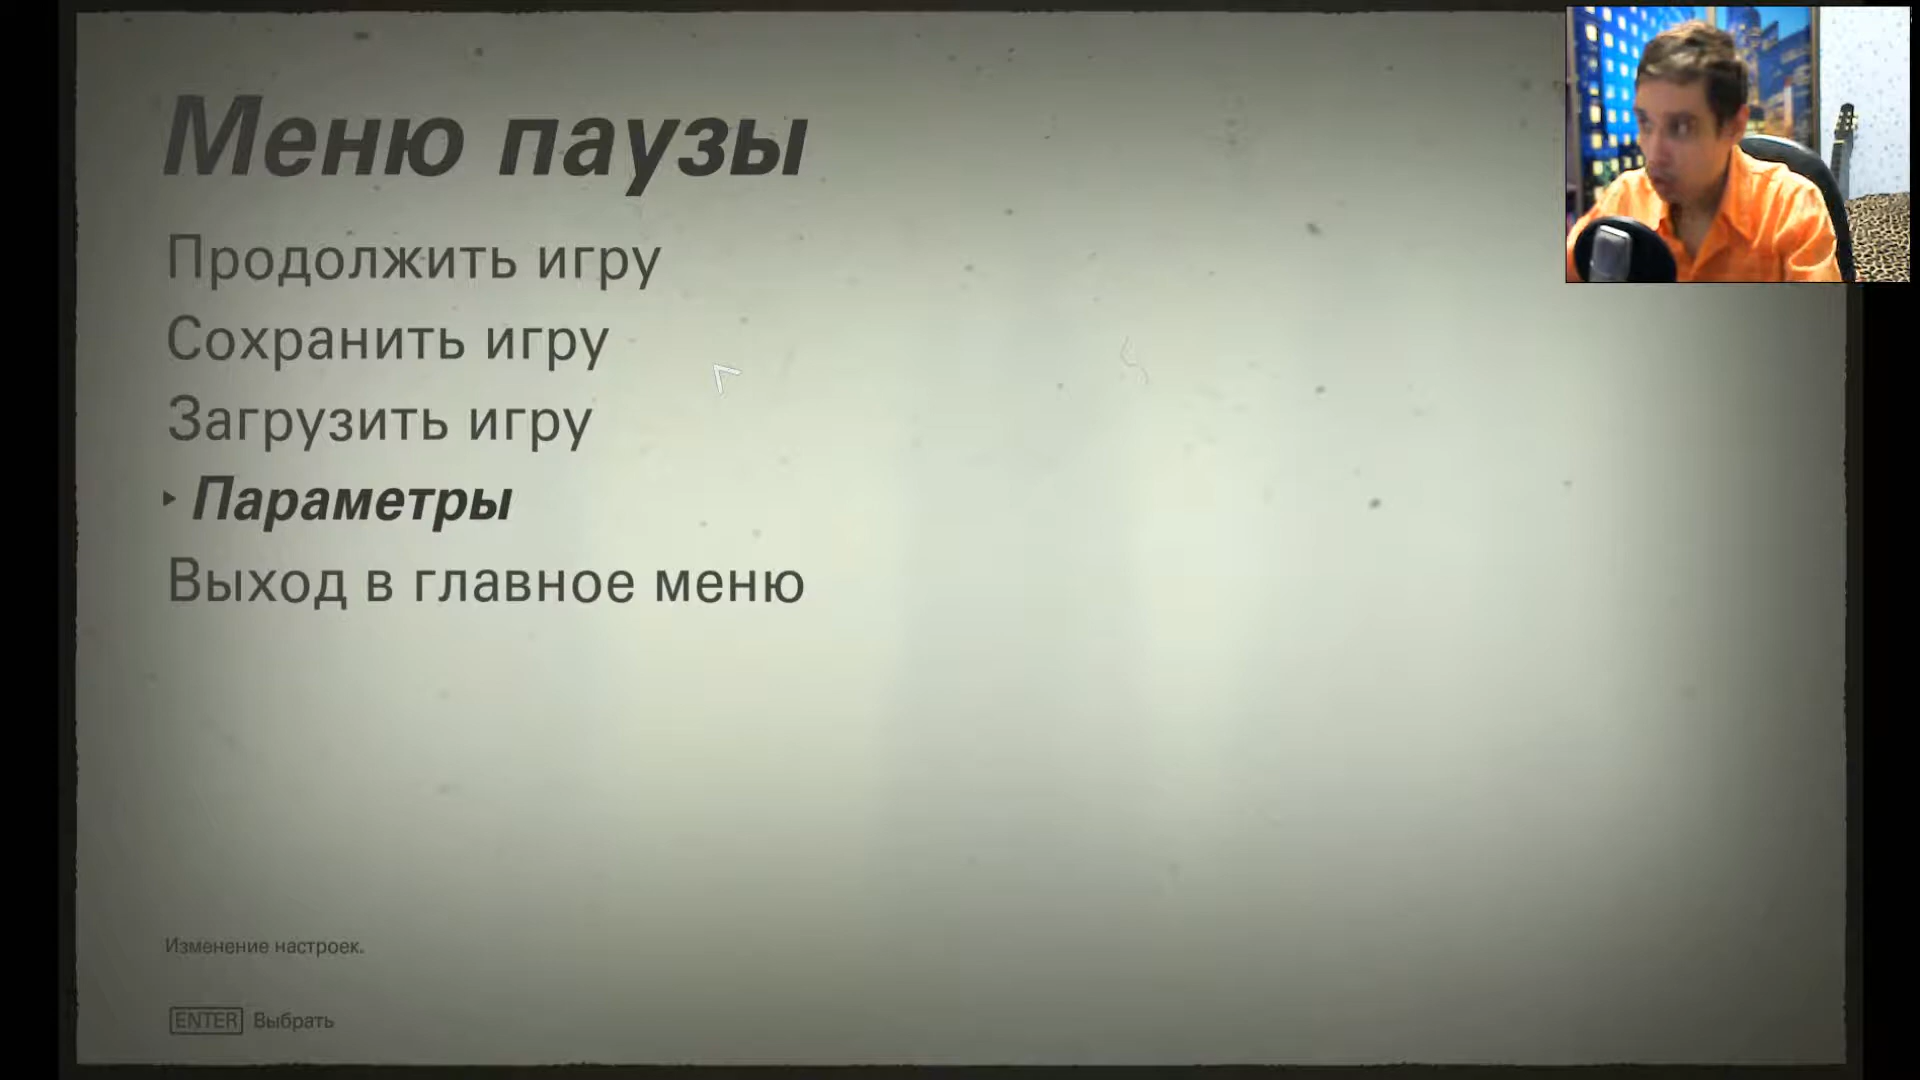 Меню паузы
Продолжить игру
Сохранить игру
Загрузить игру
Параметры
Выход в главное меню
Изменение настроек.
ENTER Выбрать